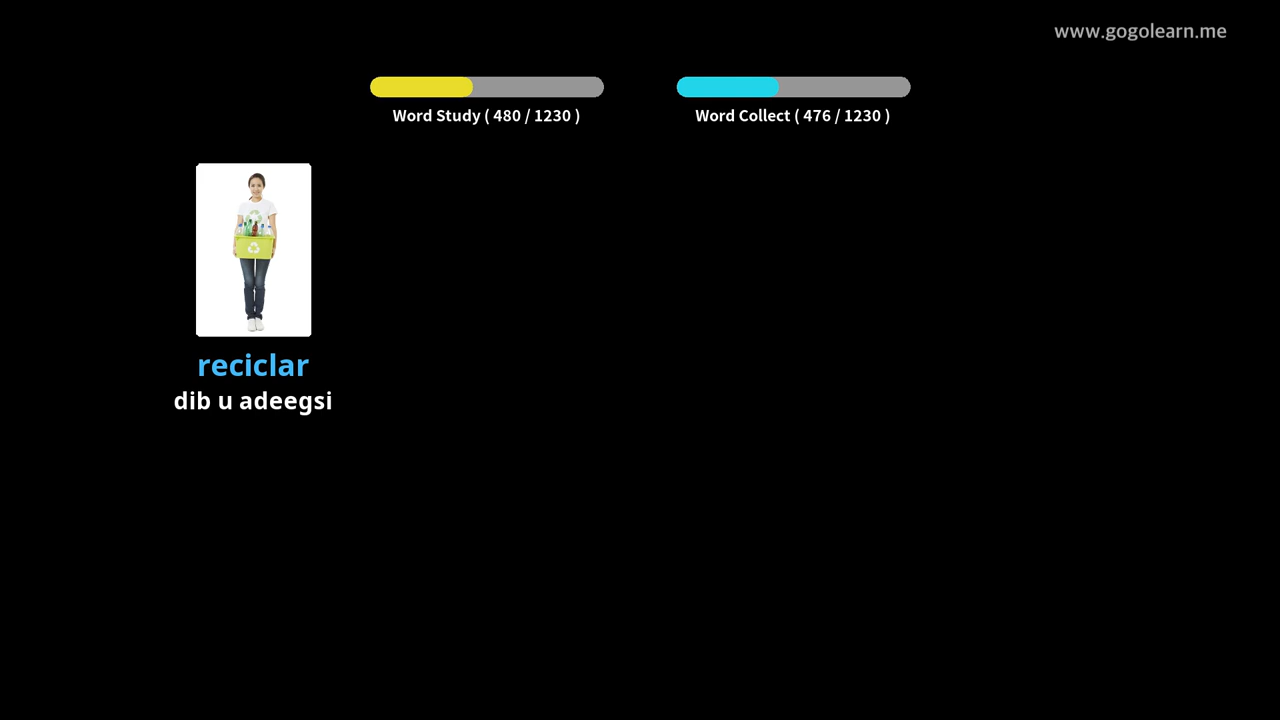 www.gogolearn.me
Word Study ( 480 / 1230 )
Word Collect ( 476 / 1230 )
reciclar
dib u adeegsi